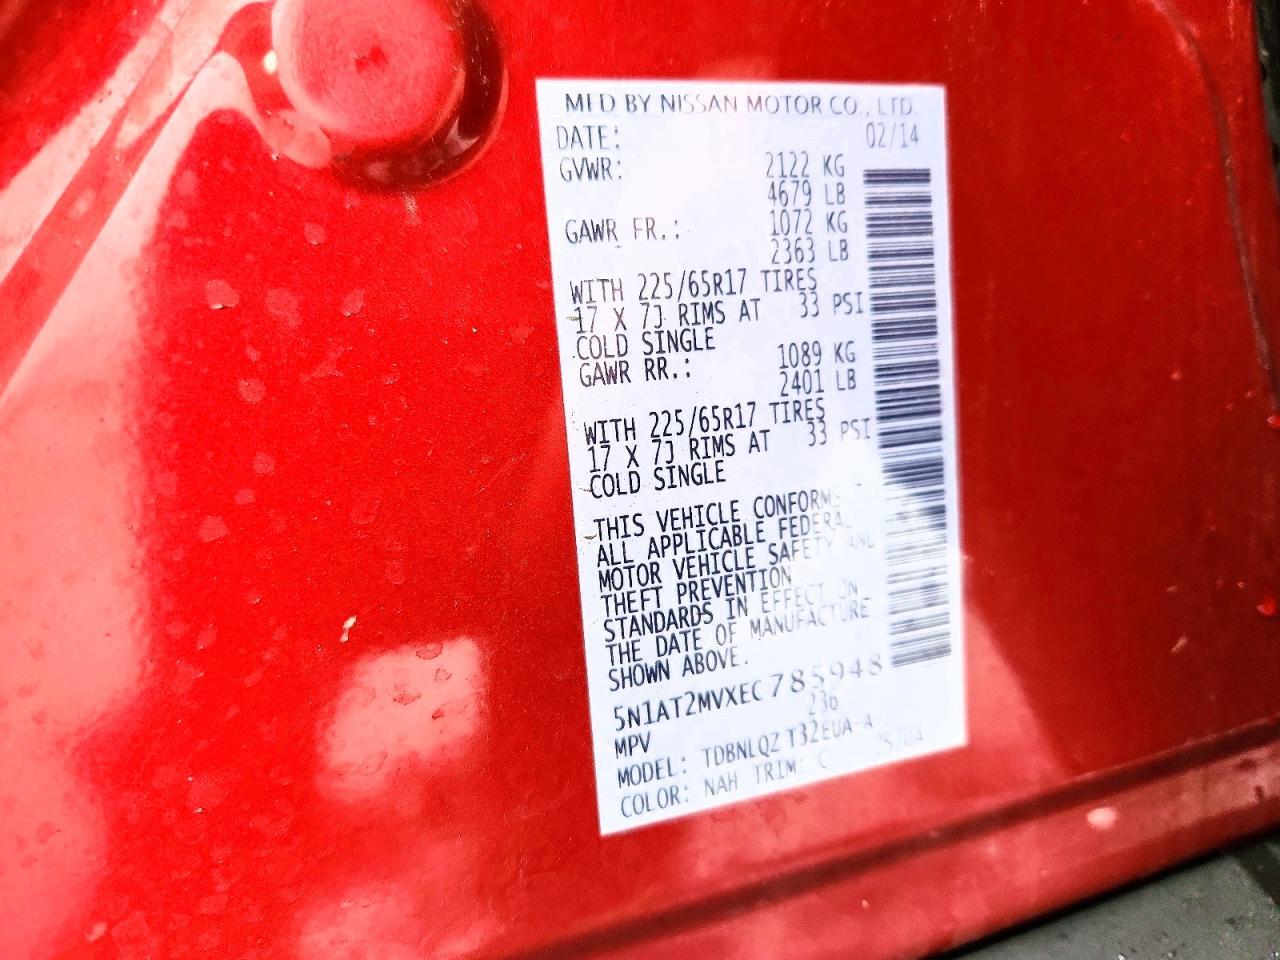 MFD BY NISSAN MOTOR CO., LTD.
DATE: 02/14
GVWR: 2122 KG
4679 LB
GAWR FR.: 1072 KG
2363 LB
WITH 225/65R17 TIRES
17 X 7J RIMS AT 33 PSI
COLD SINGLE
GAWR RR.: 1089 KG
2401 LB
WITH 225/65R17 TIRES
17 X 7J RIMS AT 33 PSI
COLD SINGLE
THIS VEHICLE CONFORMS
ALL APPLICABLE FEDERAL
MOTOR VEHICLE SAFETY AND
THEFT PREVENTION
STANDARDS IN EFFECT ON
THE DATE OF MANUFACTURE
SHOWN ABOVE.
5N1AT2MVXEC785948
MPV 236
MODEL: TDBNLQZ T32EUA-A
COLOR: NAH TRIM: C